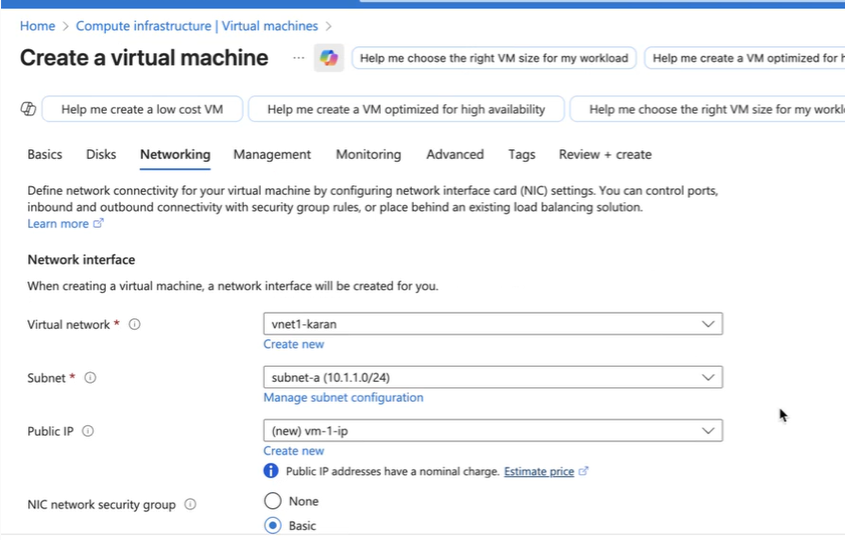 Home > Compute infrastructure | Virtual machines >
Create a virtual machine ... Help me choose the right VM size for my workload Help me create a VM optimized for
Help me create a low cost VM Help me create a VM optimized for high availability Help me choose the right VM size for my
Basics Disks Networking Management Monitoring Advanced Tags Review + create
Define network connectivity for your virtual machine by configuring network interface card (NIC) settings. You can control ports,
inbound and outbound connectivity with security group rules, or place behind an existing load balancing solution.
Learn more
Network interface
When creating a virtual machine, a network interface will be created for you.
Virtual network * vnet1-karan
Create new
Subnet * subnet-a (10.1.1.0/24)
Manage subnet configuration
Public IP (new) vm-1-ip
Create new
Public IP addresses have a nominal charge. Estimate price
NIC network security group None
Basic